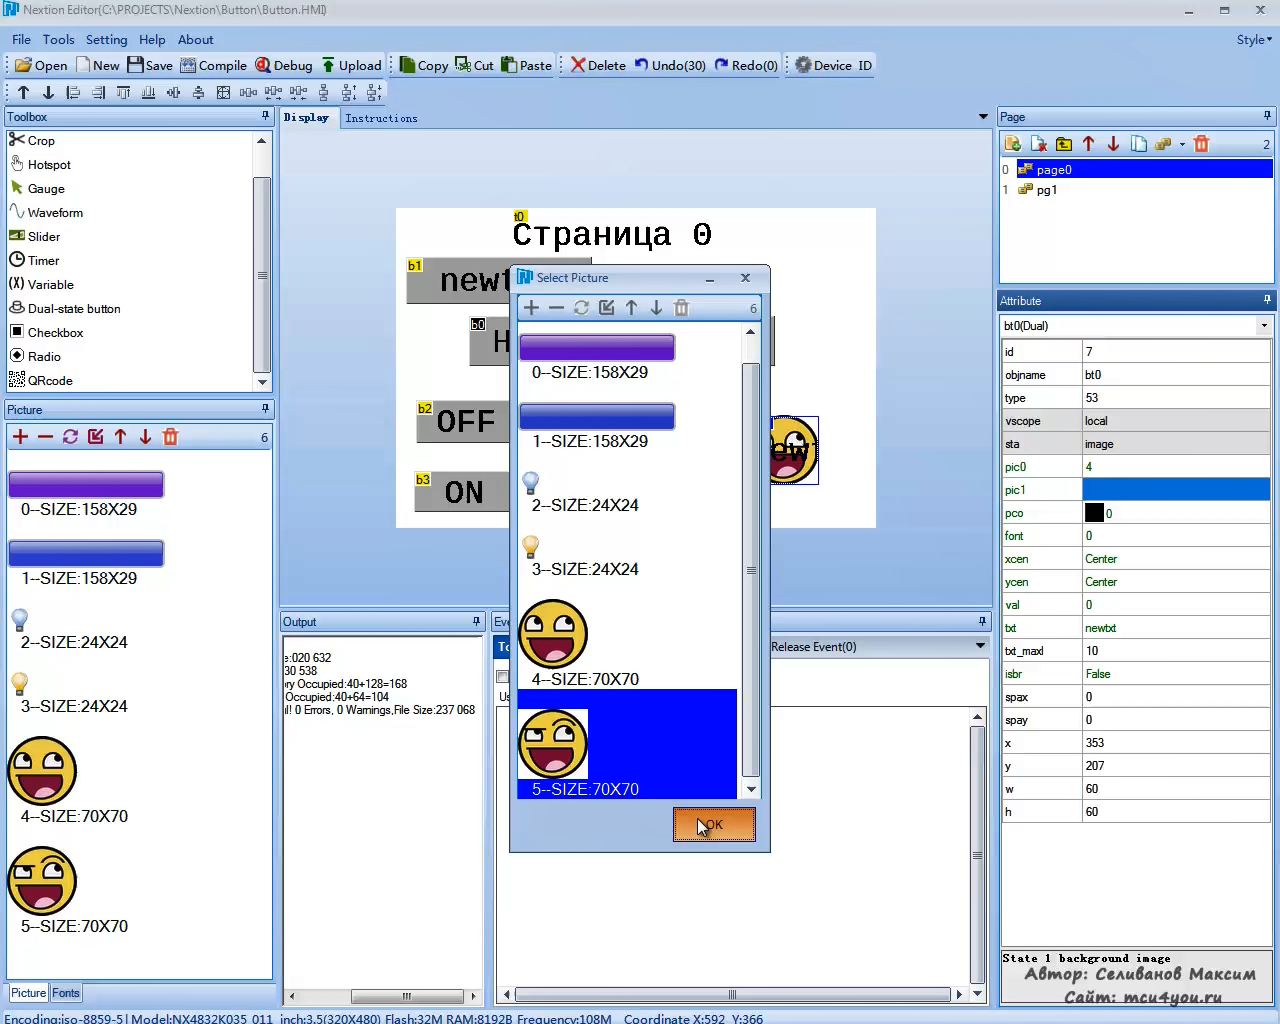 Nextion Editor(C:\PROJECTS\Nextion\Button\Button.HMI)
File Tools Setting Help About
Style
Open New Save Compile Debug Upload Copy Cut Paste Delete Undo(30) Redo(0) Device ID
Toolbox
Crop
Hotspot
Gauge
Waveform
Slider
Timer
(X) Variable
Dual-state button
Checkbox
Radio
QRcode
Picture
6
0--SIZE:158X29
1--SIZE:158X29
2--SIZE:24X24
3--SIZE:24X24
4--SIZE:70X70
5--SIZE:70X70
Picture Fonts
Display Instructions
t0
Страница 0
b1
b0
H
b2
OFF
b3
ON
Select Picture
6
0--SIZE:158X29
1--SIZE:158X29
2--SIZE:24X24
3--SIZE:24X24
4--SIZE:70X70
5--SIZE:70X70
OK
Output
e:020 632
30 538
ry Occupied:40+128=168
Occupied:40+64=104
0 Errors, 0 Warnings,File Size:237 068
Release Event(0)
Page
2
0 page0
1 pg1
Attribute
bt0(Dual)
id 7
objname bt0
type 53
vscope local
sta image
pic0 4
pic1
pco 0
font 0
xcen Center
ycen Center
val 0
txt newtxt
txt_maxl 10
isbr False
spax 0
spay 0
x 353
y 207
w 60
h 60
State 1 background image
Автор: Селиванов Максим
Сайт: mcu4you.ru
Encoding:iso-8859-5 | Model:NX4832K035_011 inch:3.5(320X480) Flash:32M RAM:8192B Frequency:108M Coordinate X:592 Y:366